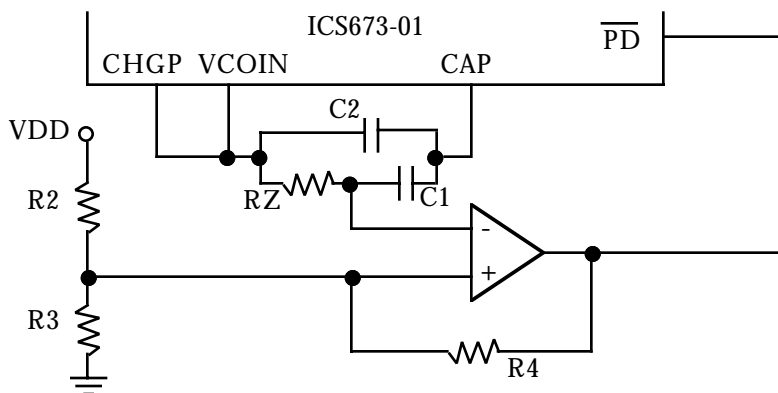 ICS673-01
PD
CHGP VCOIN CAP
C2
VDD
R2
RZ
C1
-
+
R3
R4